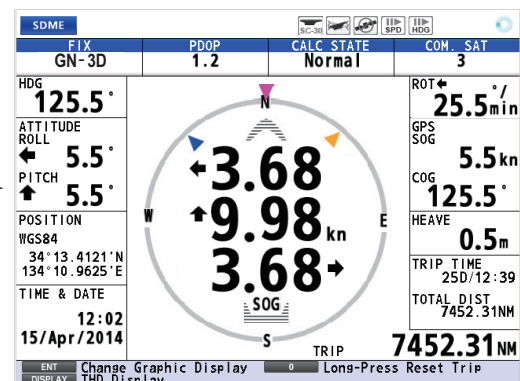 SDME
SC-30 SPD HDG
FIX PDOP CALC STATE COM. SAT
GN-3D 1.2 Normal 3
HDG
125.5°
ATTITUDE
ROLL
← 5.5°
PITCH
↑ 5.5°
POSITION
WGS84
34°13.4121'N
134°10.9625'E
TIME & DATE
12:02
15/Apr/2014
N
W
E
S
←3.68
↑9.98 kn
3.68→
SOG
ROT←
25.5°/min
GPS
SOG
5.5kn
COG
125.5°
HEAVE
0.5m
TRIP TIME
25D/12:39
TOTAL DIST
7452.31NM
TRIP 7452.31NM
ENT Change Graphic Display 0 Long-Press Reset Trip
DISPLAY THD Display